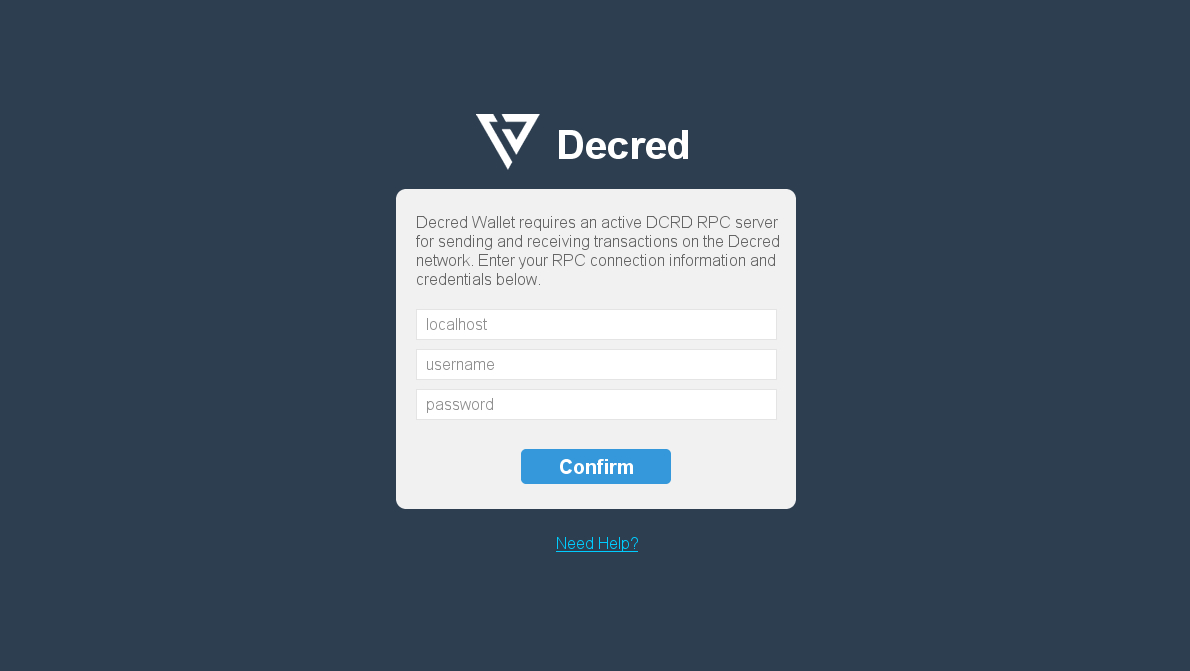 Decred
Decred Wallet requires an active DCRD RPC server
for sending and receiving transactions on the Decred
network. Enter your RPC connection information and
credentials below.
localhost
username
password
Confirm
Need Help?